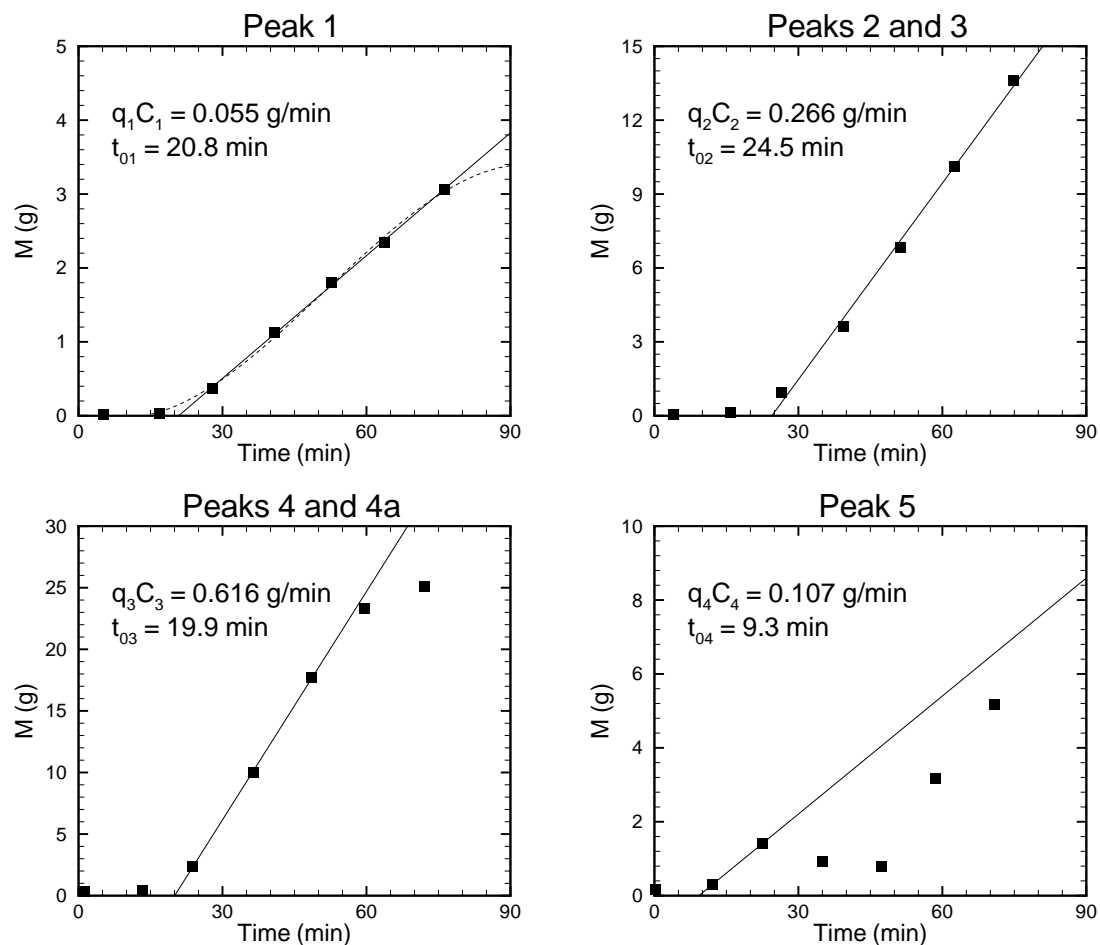 Peak 1
5
4
3
2
1
0
M (g)
q₁C₁ = 0.055 g/min
t₀₁ = 20.8 min
0 30 60 90
Time (min)
Peaks 2 and 3
15
12
9
6
3
0
M (g)
q₂C₂ = 0.266 g/min
t₀₂ = 24.5 min
0 30 60 90
Time (min)
Peaks 4 and 4a
30
25
20
15
10
5
0
M (g)
q₃C₃ = 0.616 g/min
t₀₃ = 19.9 min
0 30 60 90
Time (min)
Peak 5
10
8
6
4
2
0
M (g)
q₄C₄ = 0.107 g/min
t₀₄ = 9.3 min
0 30 60 90
Time (min)